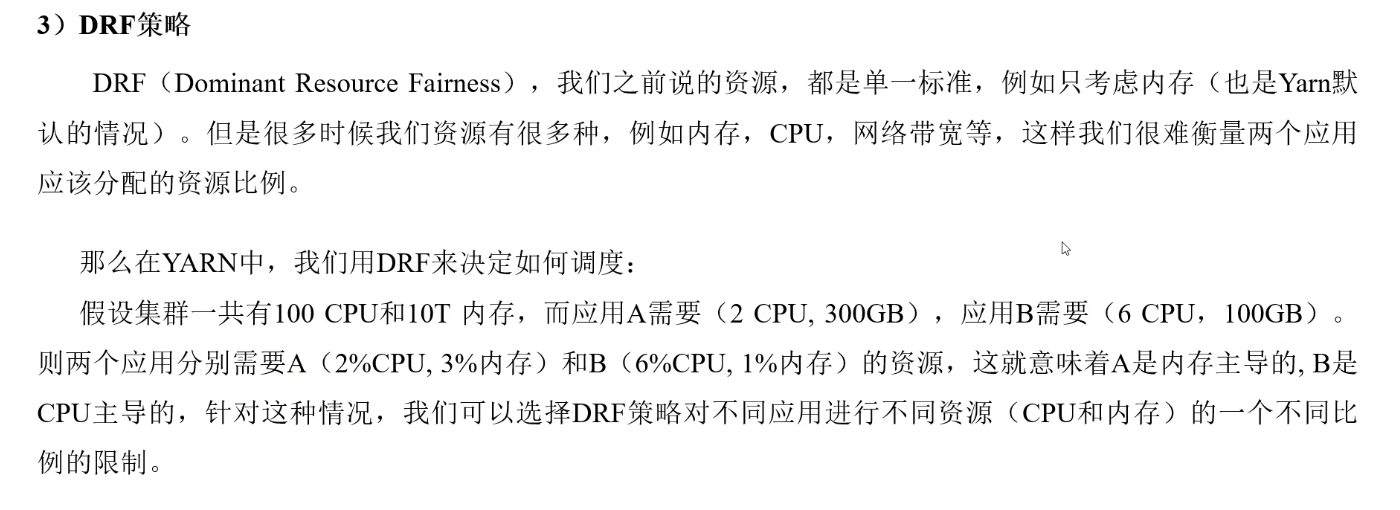 3）DRF策略
DRF（Dominant Resource Fairness），我们之前说的资源，都是单一标准，例如只考虑内存（也是Yarn默
认的情况）。但是很多时候我们资源有很多种，例如内存，CPU，网络带宽等，这样我们很难衡量两个应用
应该分配的资源比例。
那么在YARN中，我们用DRF来决定如何调度：
假设集群一共有100 CPU和10T 内存，而应用A需要（2 CPU, 300GB），应用B需要（6 CPU，100GB）。
则两个应用分别需要A（2%CPU, 3%内存）和B（6%CPU, 1%内存）的资源，这就意味着A是内存主导的, B是
CPU主导的，针对这种情况，我们可以选择DRF策略对不同应用进行不同资源（CPU和内存）的一个不同比
例的限制。